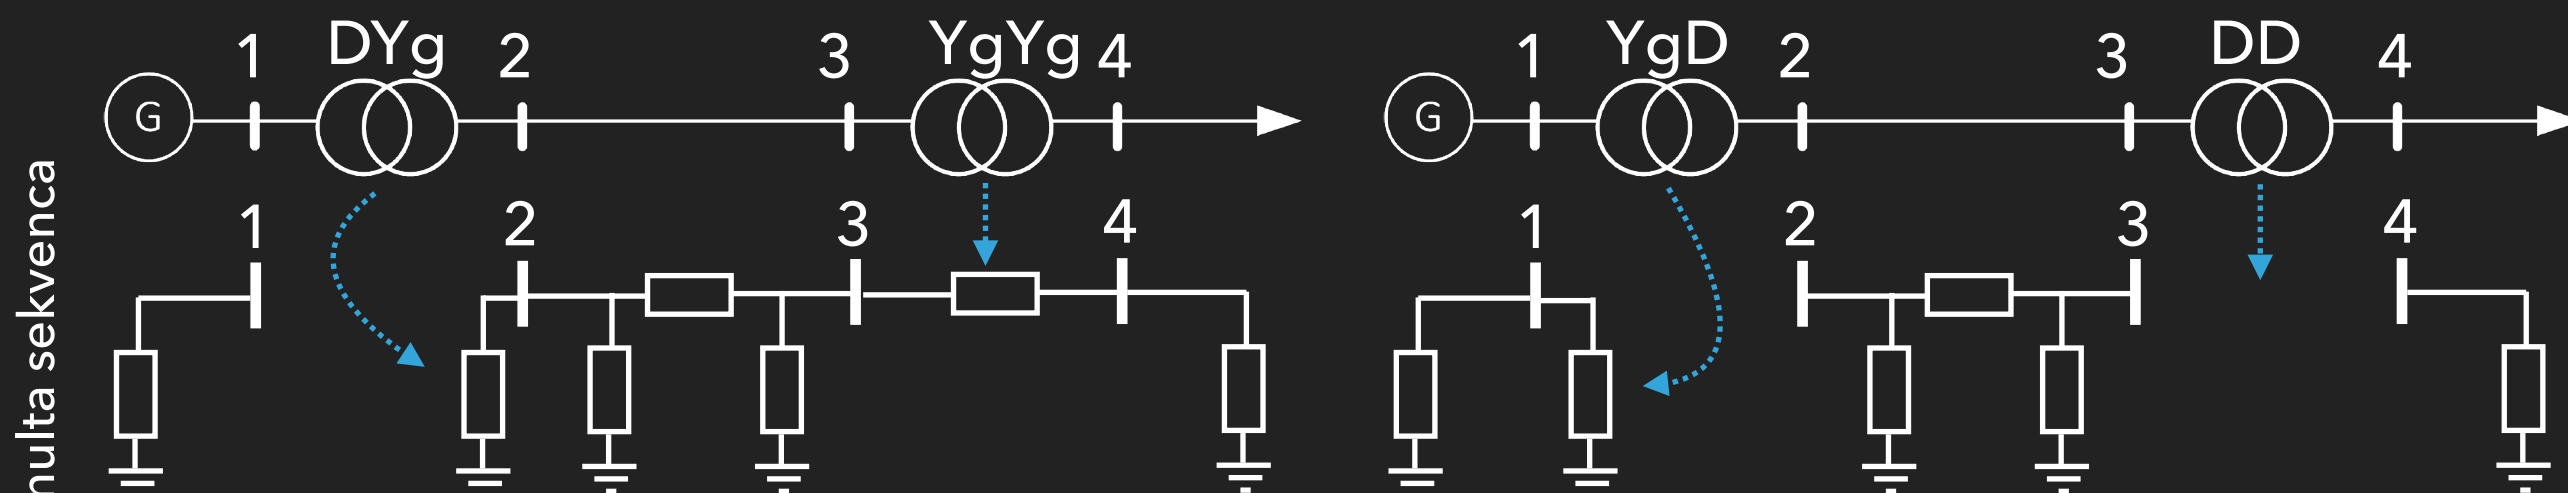 1 DYg 2 3 YgYg 4 1 YgD 2 3 DD 4
G G
1 2 3 4 1 2 3 4
nulta sekvenca